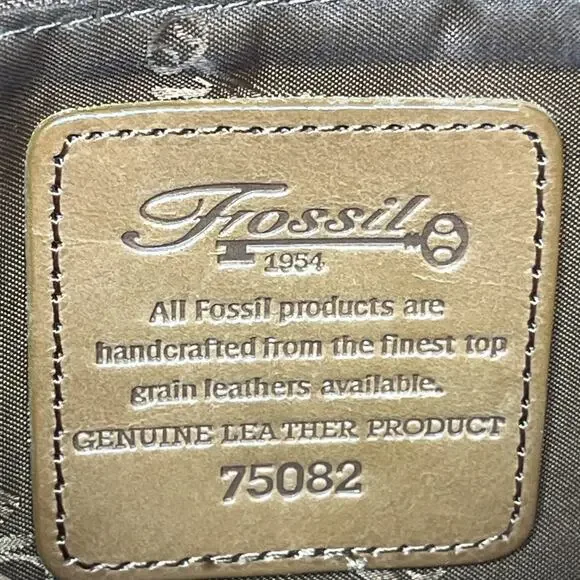 Fossil
1954
All Fossil products are
handcrafted from the finest top
grain leathers available.
GENUINE LEATHER PRODUCT
75082